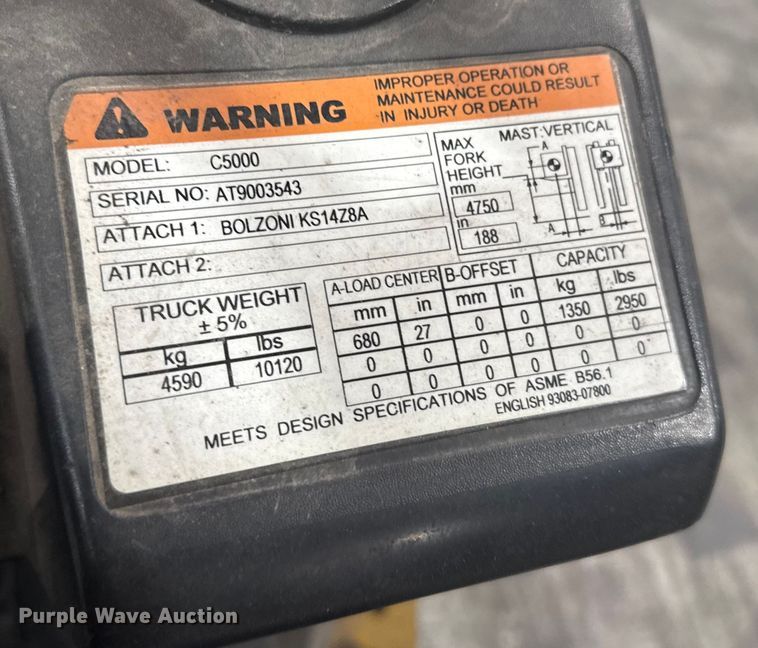 WARNING
IMPROPER OPERATION OR
MAINTENANCE COULD RESULT
IN INJURY OR DEATH
MODEL: C5000
SERIAL NO: AT9003543
ATTACH 1: BOLZONI KS14Z8A
ATTACH 2:
MAX
FORK
HEIGHT
mm
4750
in
188
MAST:VERTICAL
A
A
B
TRUCK WEIGHT
± 5%
kg lbs
4590 10120
A-LOAD CENTER B-OFFSET CAPACITY
mm in mm in kg lbs
680 27 0 0 1350 2950
0 0 0 0 0 0
0 0 0 0 0 0
MEETS DESIGN SPECIFICATIONS OF ASME B56.1
ENGLISH 93083-07800
Purple Wave Auction